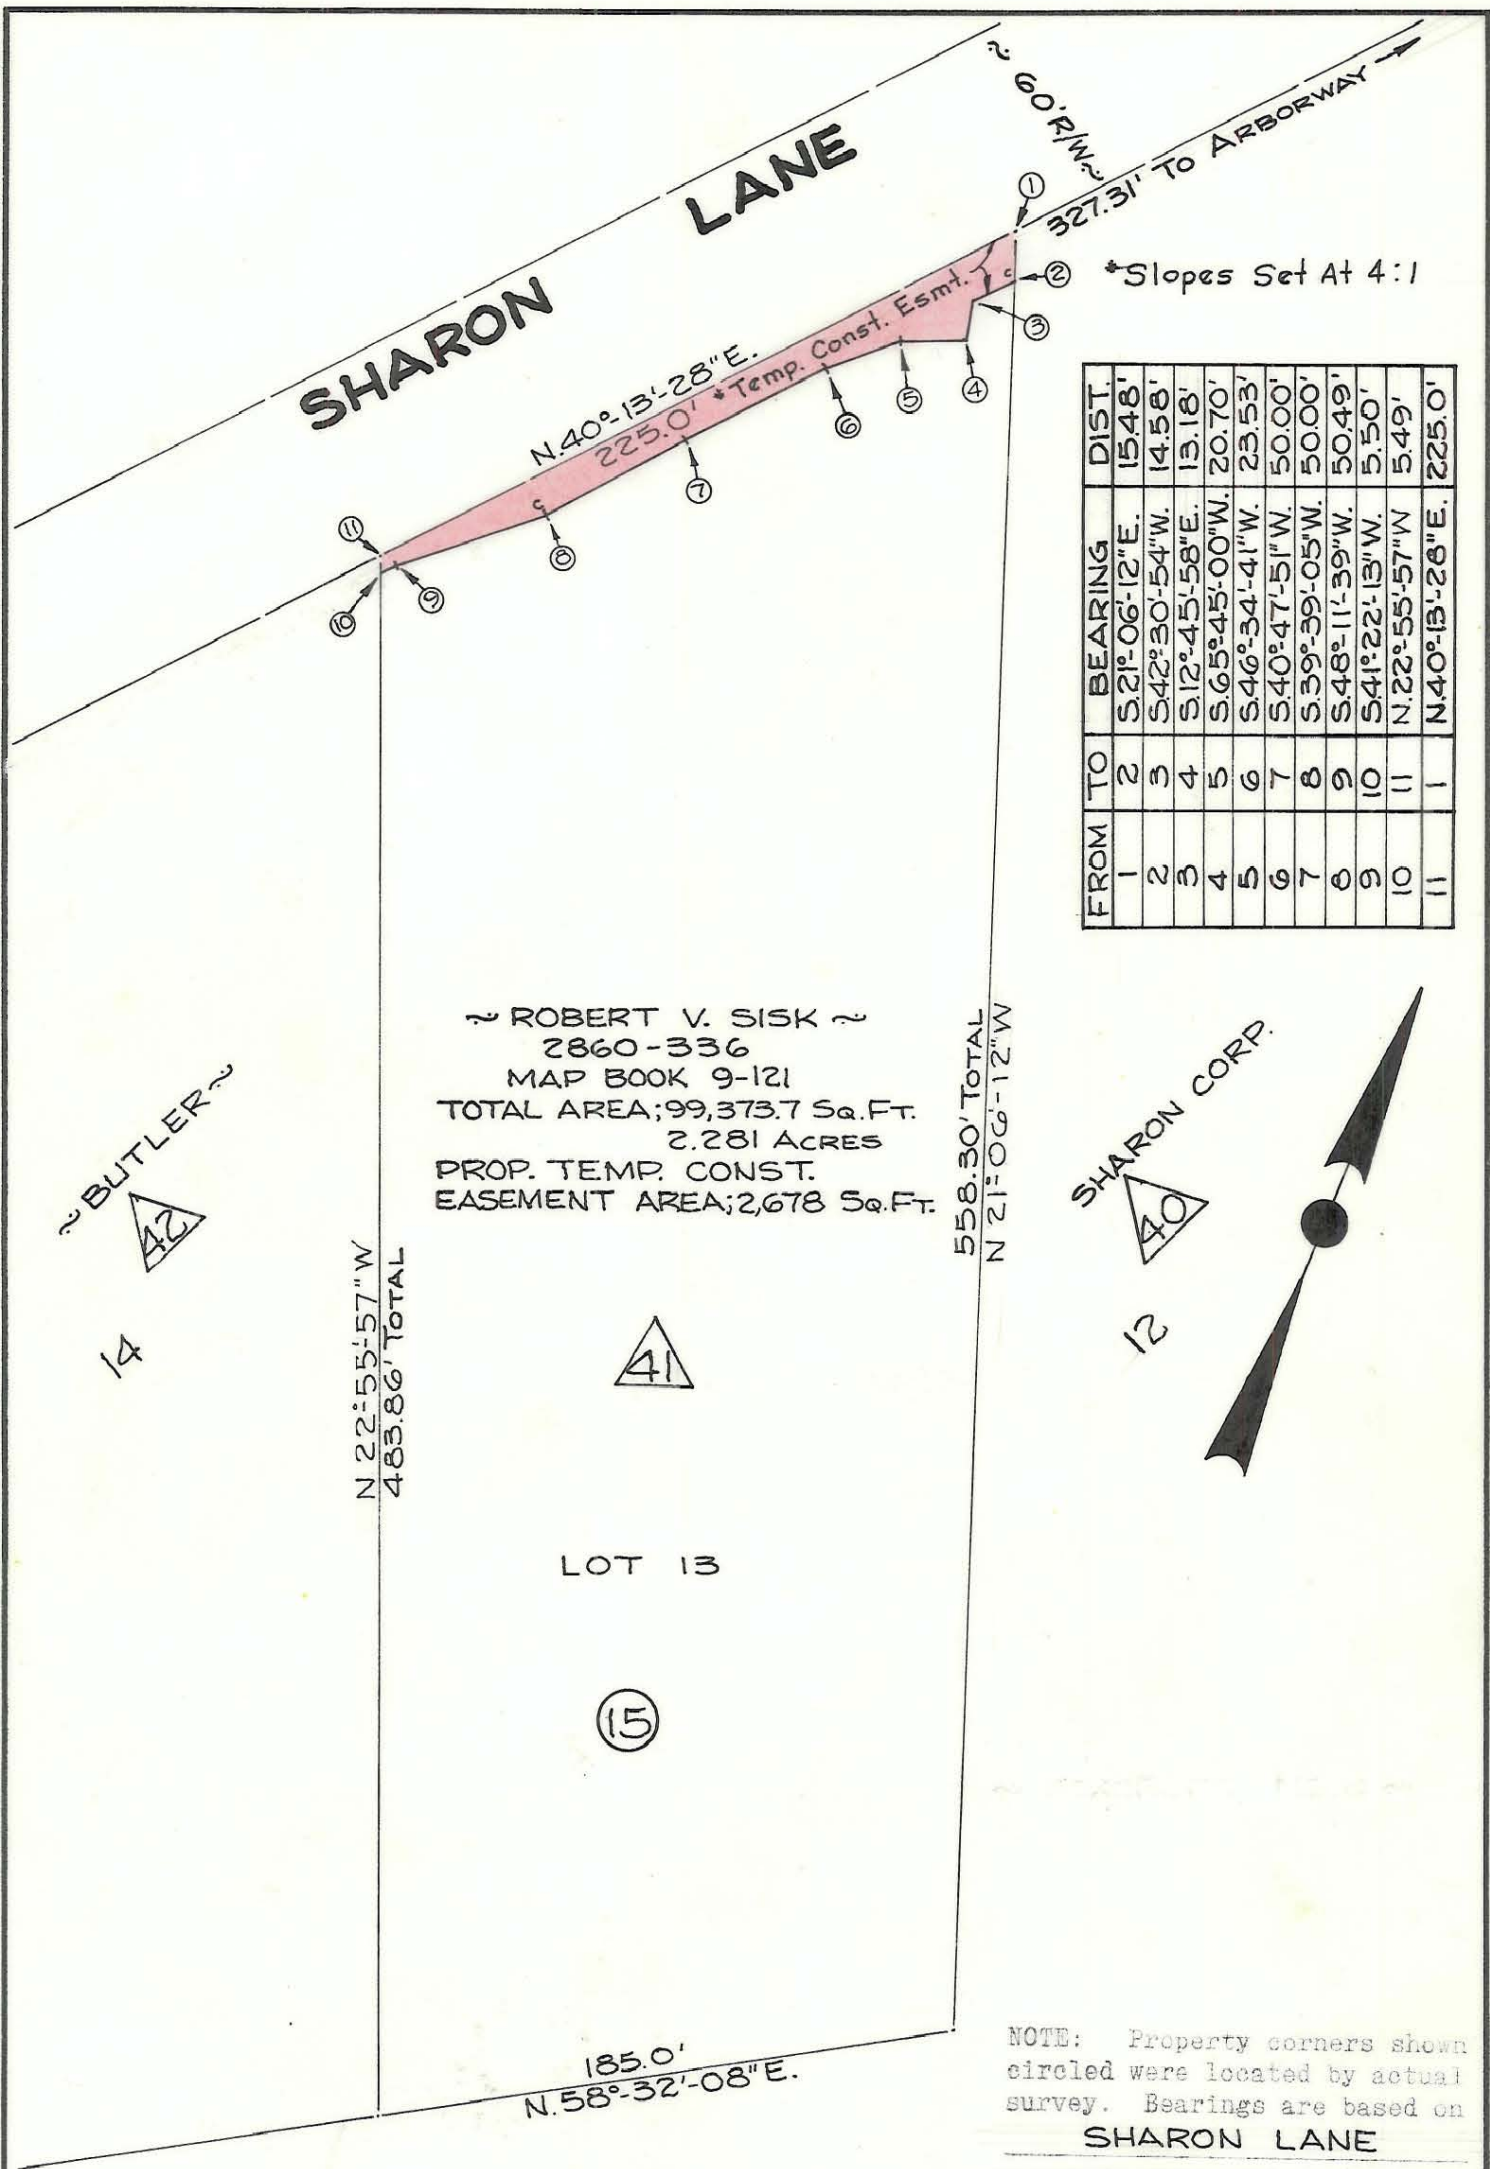 ~ 60' R/W ~
327.31' TO ARBORWAY
SHARON LANE
*Slopes Set At 4:1
N.40°-13'-28"E.
225.0'
*Temp. Const. Esmt.
C
C
1
2
3
4
5
6
7
8
9
10
11
FROM TO BEARING DIST.
1 2 S.21°-06'-12"E. 15.48'
2 3 S.42°-30'-54"W. 14.58'
3 4 S.12°-45'-58"E. 13.18'
4 5 S.65°-45'-00"W. 20.70'
5 6 S.46°-34'-41"W. 23.53'
6 7 S.40°-47'-51"W. 50.00'
7 8 S.39°-39'-05"W. 50.00'
8 9 S.48°-11'-39"W. 50.49'
9 10 S.41°-22'-13"W. 5.50'
10 11 N.22°-55'-57"W 5.49'
11 1 N.40°-13'-28"E. 225.0'
~ ROBERT V. SISK ~
2860-336
MAP BOOK 9-121
TOTAL AREA; 99,373.7 SQ.FT.
2.281 ACRES
PROP. TEMP. CONST.
EASEMENT AREA; 2,678 SQ.FT.
~BUTLER~
42
14
N 22°-55'-57" W
483.86' TOTAL
558.30' TOTAL
N 21°-06'-12" W
SHARON CORP.
40
12
41
LOT 13
15
185.0'
N.58°-32'-08"E.
NOTE: Property corners shown
circled were located by actual
survey. Bearings are based on
SHARON LANE